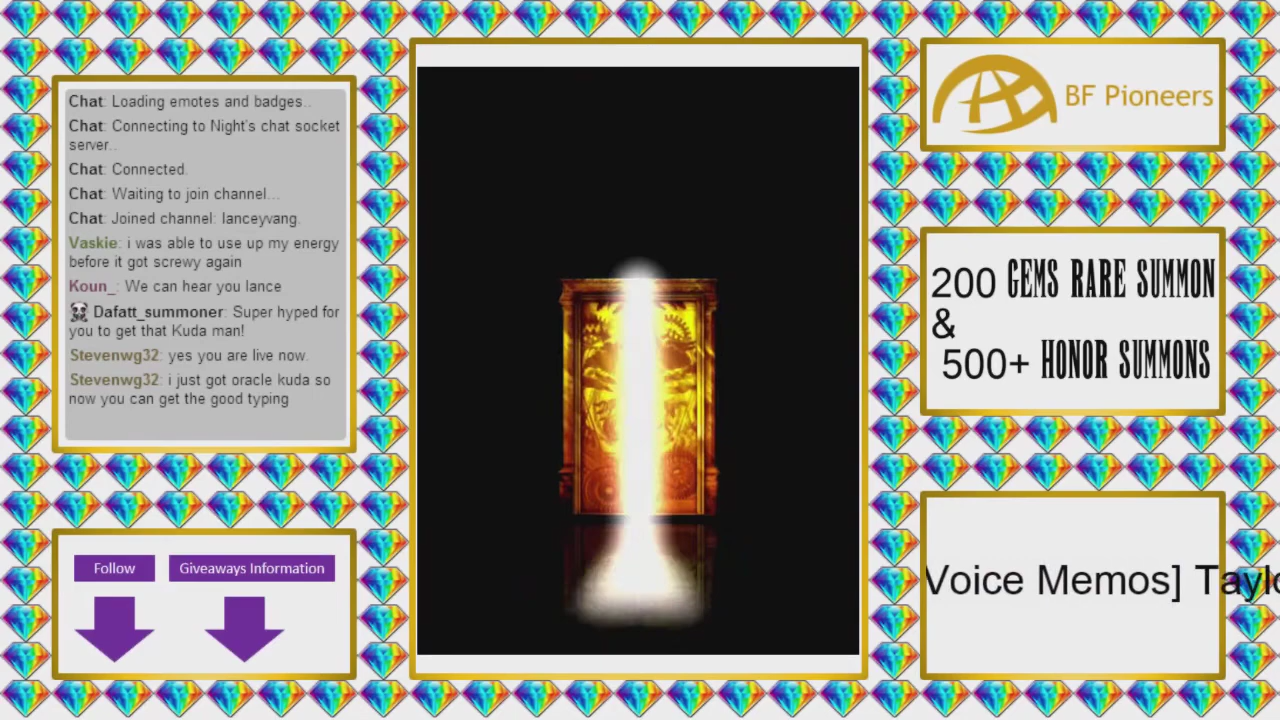 Chat: Loading emotes and badges..
Chat: Connecting to Night's chat socket
server..
Chat: Connected.
Chat: Waiting to join channel...
Chat: Joined channel: lanceyvang.
Vaskie: i was able to use up my energy
before it got screwy again
Koun_: We can hear you lance
Dafatt_summoner: Super hyped for
you to get that Kuda man!
Stevenwg32: yes you are live now.
Stevenwg32: i just got oracle kuda so
now you can get the good typing
Follow
Giveaways Information
BF Pioneers
200 GEMS RARE SUMMON
&
500+ HONOR SUMMONS
Voice Memos] Taylo